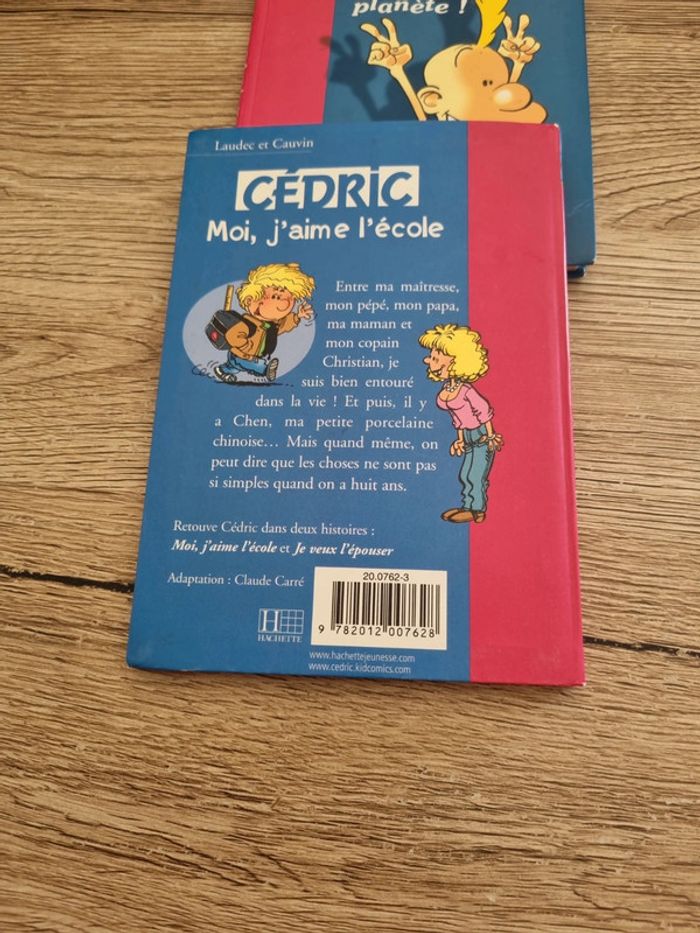 planète !
Laudec et Cauvin
CÉDRIC
Moi, j'aime l'école
Entre ma maîtresse,
mon pépé, mon papa,
ma maman et
mon copain
Christian, je
suis bien entouré
dans la vie ! Et puis, il y
a Chen, ma petite porcelaine
chinoise... Mais quand même, on
peut dire que les choses ne sont pas
si simples quand on a huit ans.
Retouve Cédric dans deux histoires :
Moi, j'aime l'école et Je veux l'épouser
Adaptation : Claude Carré
20.0762-3
9 782012 007628
H
HACHETTE
www.hachettejeunesse.com
www.cedric.kidcomics.com